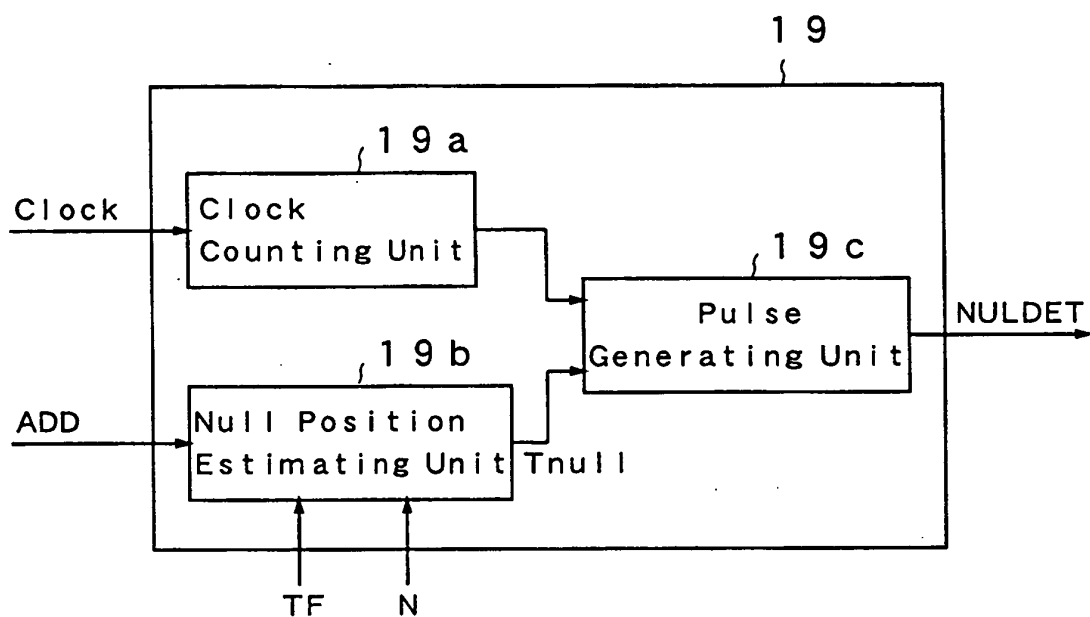 19
19a
Clock
Clock
Counting Unit
19c
Pulse
Generating Unit
NULDET
19b
ADD
Null Position
Estimating Unit
Tnull
TF
N